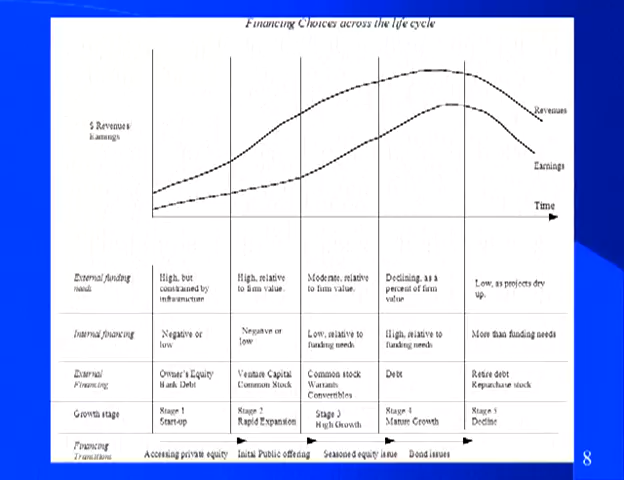 Financing Choices across the life cycle
$ Revenues/
Earnings
Revenues
Earnings
Time
External funding
needs
High, but
constrained by
infrastructure
High, relative
to firm value.
Moderate, relative
to firm value.
Declining, as a
percent of firm
value
Low, as projects dry
up.
Internal financing
Negative or
low
Negative or
low
Low, relative to
funding needs
High, relative to
funding needs
More than funding needs
External
Financing
Owner's Equity
Bank Debt
Venture Capital
Common Stock
Common stock
Warrants
Convertibles
Debt
Retire debt
Repurchase stock
Growth stage
Stage 1
Start-up
Stage 2
Rapid Expansion
Stage 3
High Growth
Stage 4
Mature Growth
Stage 5
Decline
Financing
Transitions
Accessing private equity
Inital Public offering
Seasoned equity issue
Bond issues
8